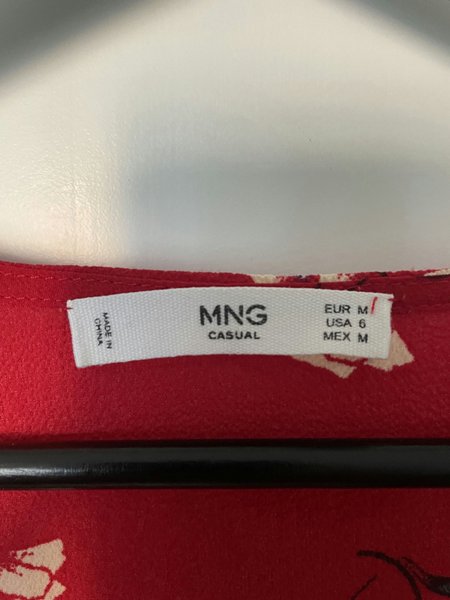 MADE IN
CHINA
MNG
CASUAL
EUR M
USA 6
MEX M